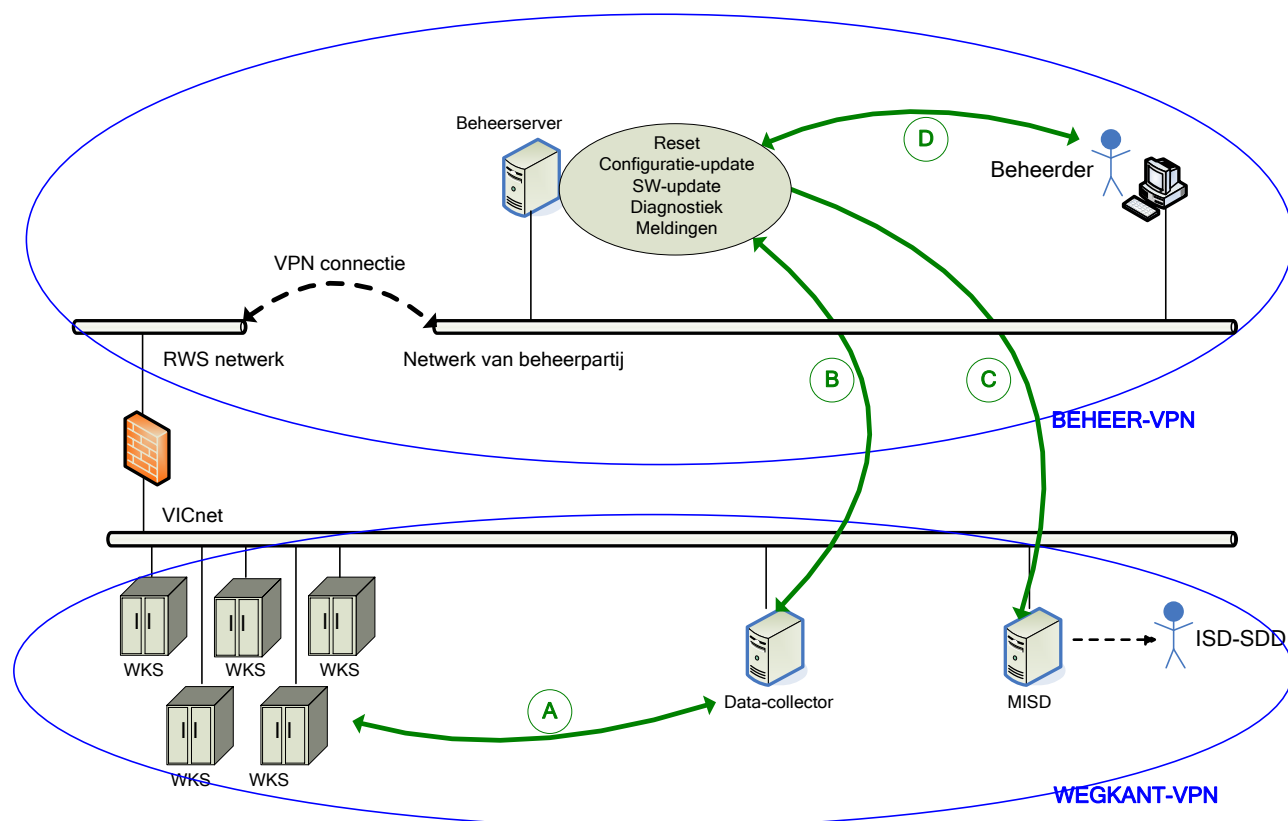 Beheerserver
Reset
Configuratie-update
SW-update
Diagnostiek
Meldingen
D
Beheerder
VPN connectie
RWS netwerk
Netwerk van beheerpartij
B
C
BEHEER-VPN
VICnet
WKS
WKS
WKS
WKS
WKS
A
Data-collector
MISD
ISD-SDD
WEGKANT-VPN